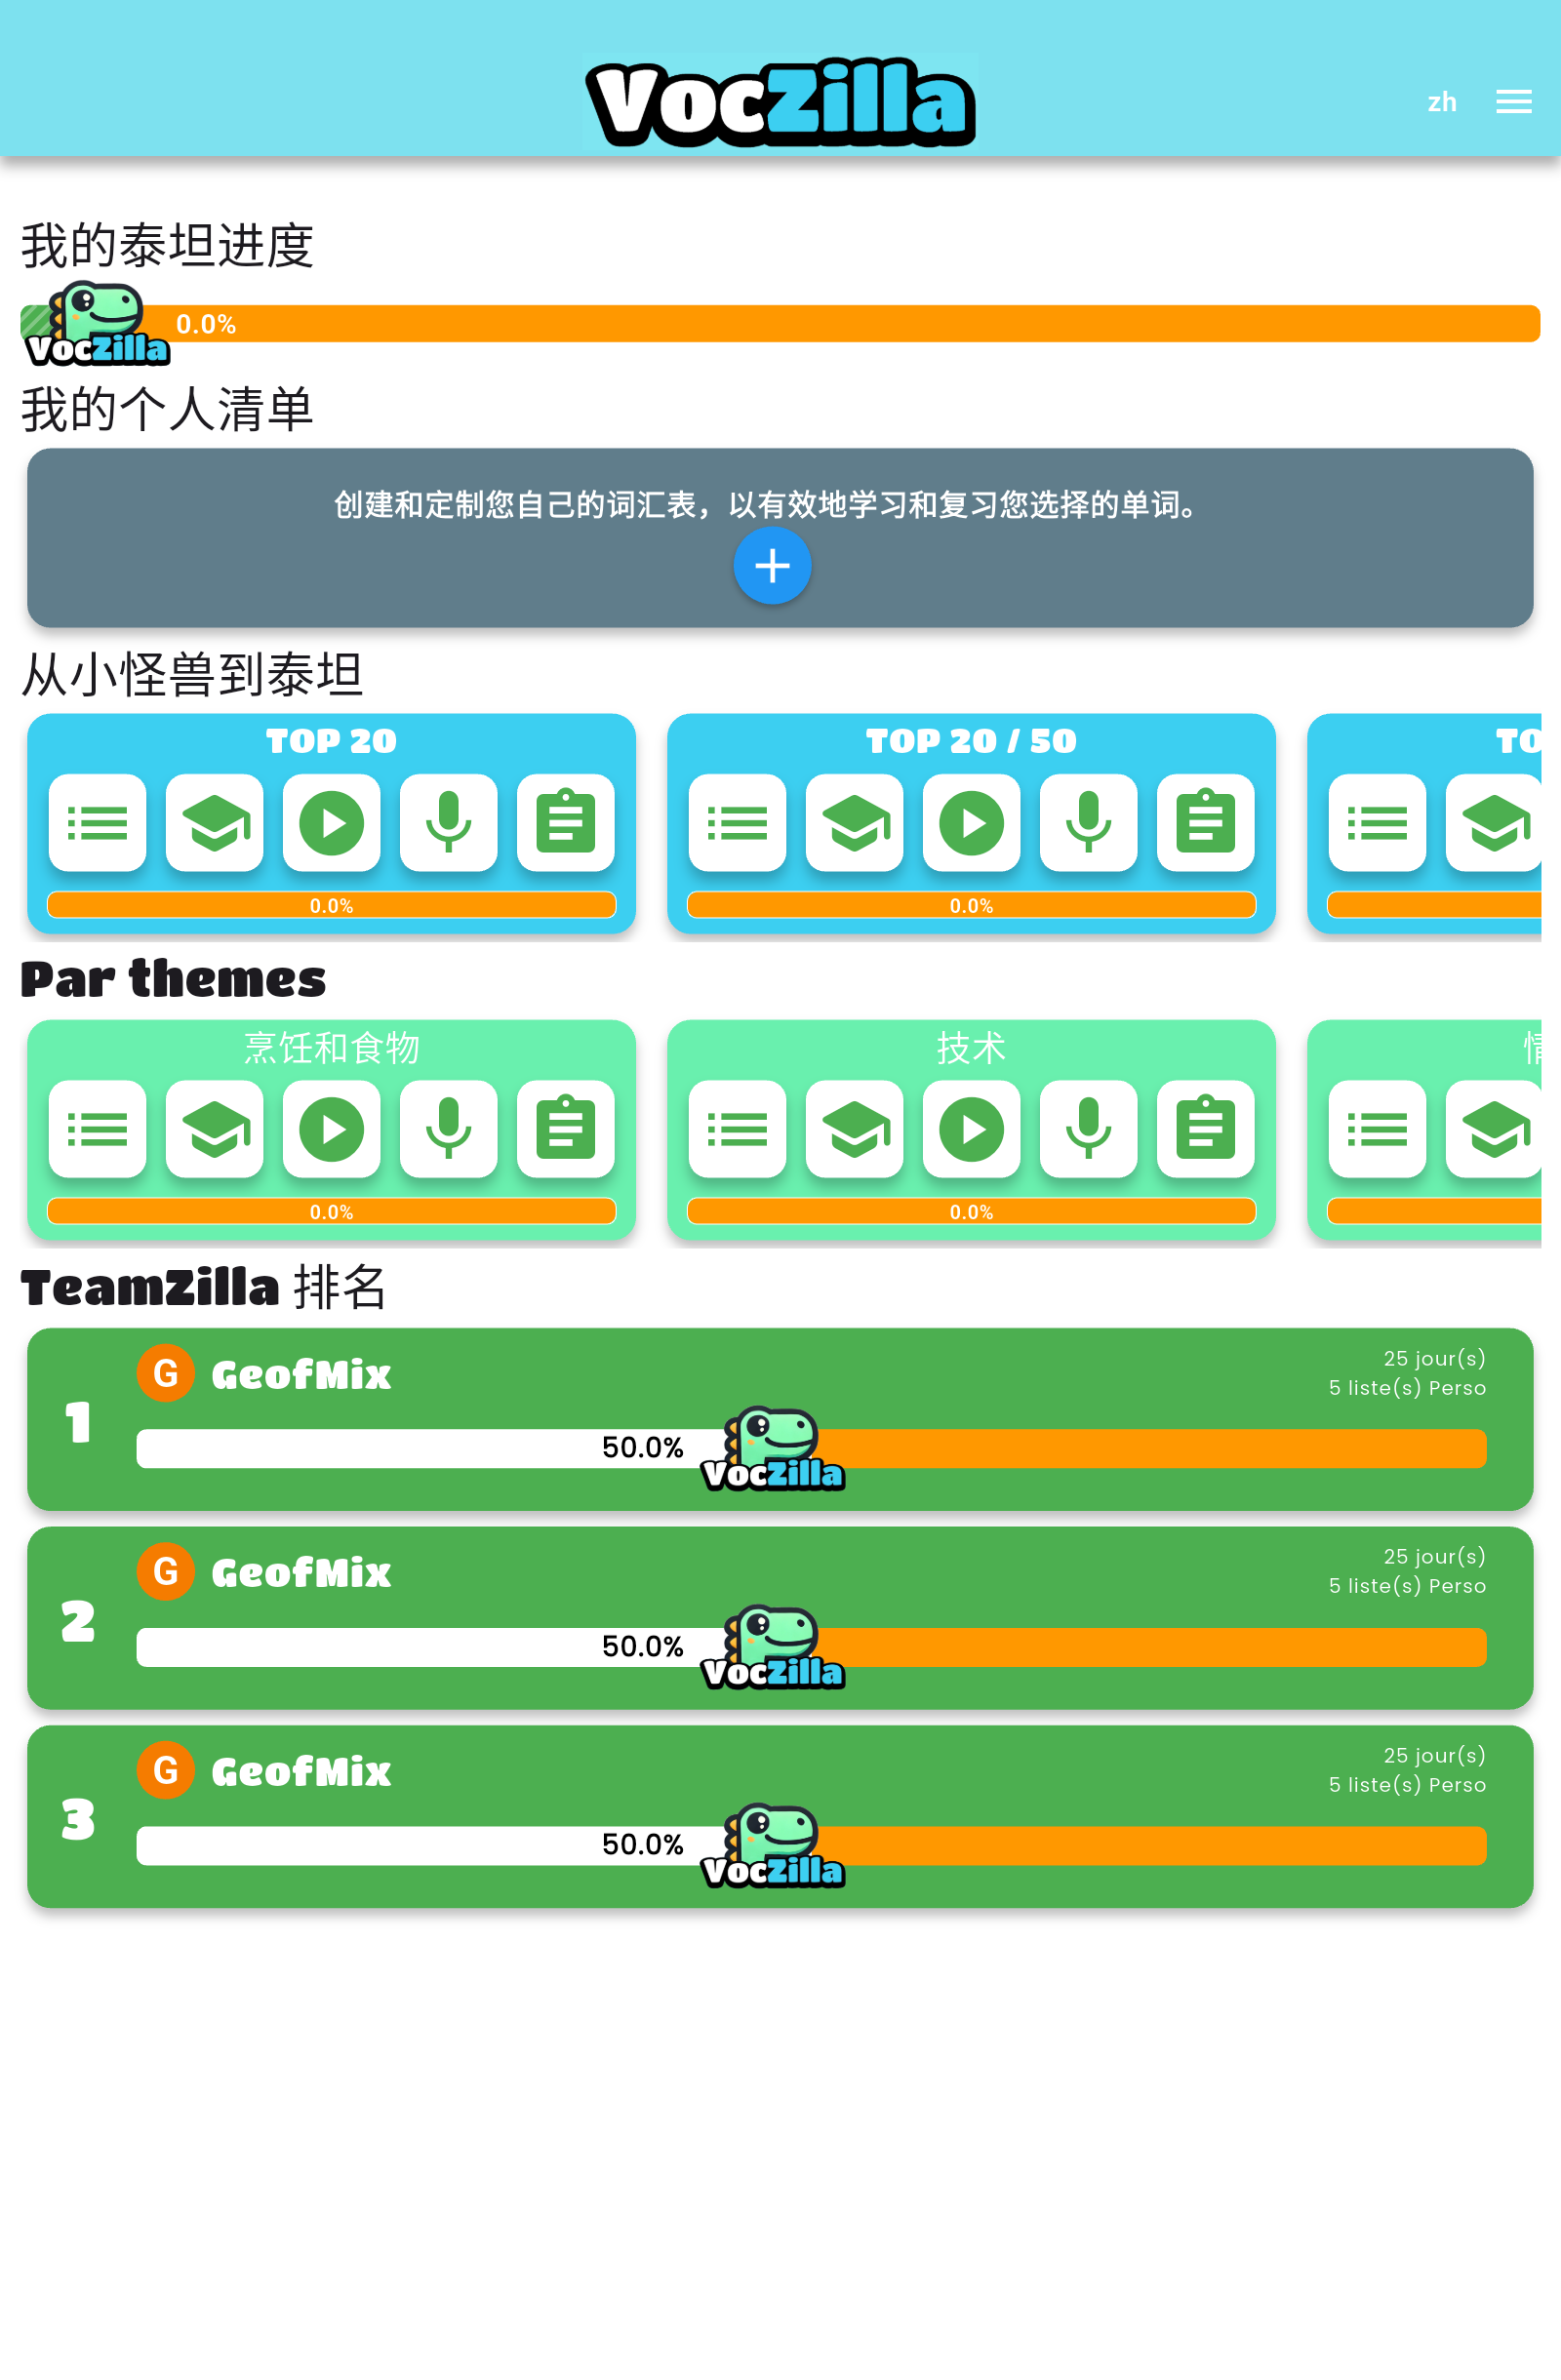 VocZilla
zh
我的泰坦进度
0.0%
VocZilla
我的个人清单
创建和定制您自己的词汇表，以有效地学习和复习您选择的单词。
从小怪兽到泰坦
TOP 20
TOP 20 / 50
TO
0.0%
0.0%
Par themes
烹饪和食物
技术
0.0%
0.0%
TeamZilla 排名
1
G
GeofMix
25 jour(s)
5 liste(s) Perso
50.0%
VocZilla
2
G
GeofMix
25 jour(s)
5 liste(s) Perso
50.0%
VocZilla
3
G
GeofMix
25 jour(s)
5 liste(s) Perso
50.0%
VocZilla